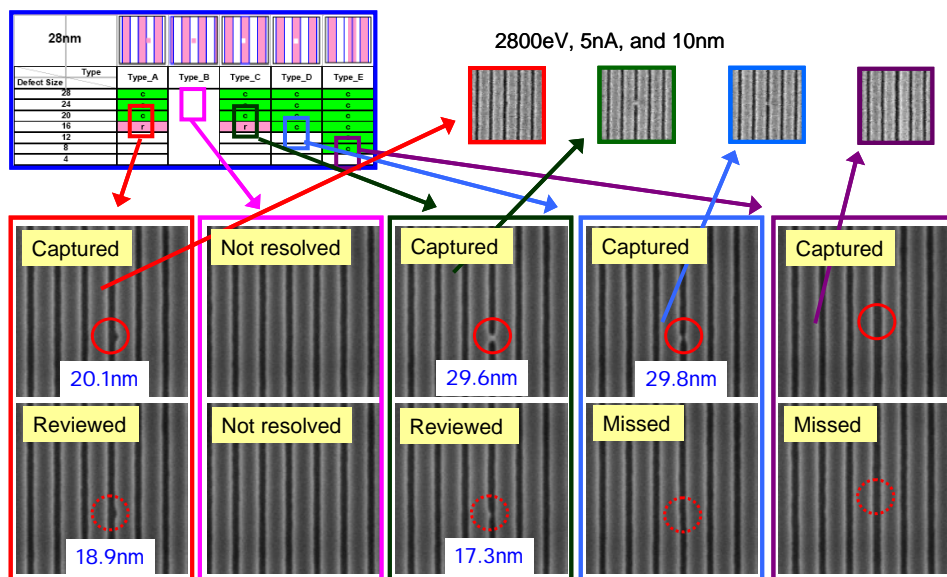 28nm
2800eV, 5nA, and 10nm
Type
Defect Size
Type_A Type_B Type_C Type_D Type_E
28 c c c c
24 c c c c
20 c c c c
16 r r c c
12 c
8 c
4
Captured
Not resolved
Captured
Captured
Captured
20.1nm
29.6nm
29.8nm
Reviewed
Not resolved
Reviewed
Missed
Missed
18.9nm
17.3nm